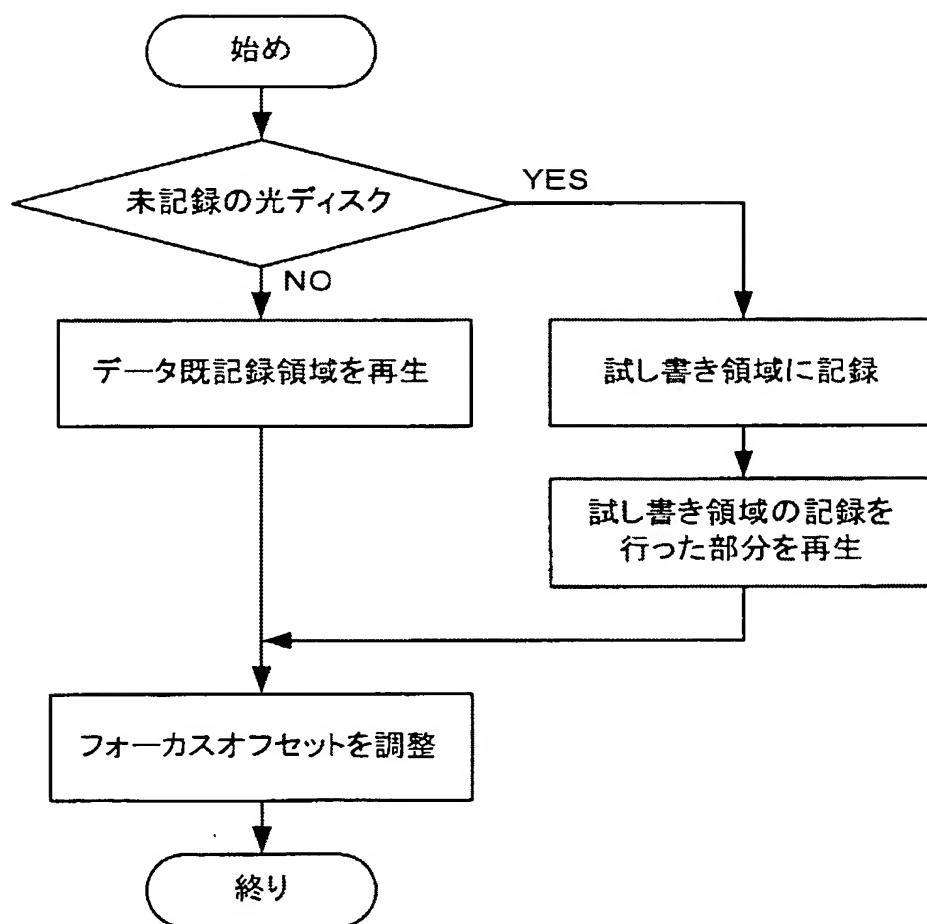 始め
未記録の光ディスク
YES
NO
データ既記録領域を再生
試し書き領域に記録
試し書き領域の記録を
行った部分を再生
フォーカスオフセットを調整
終り